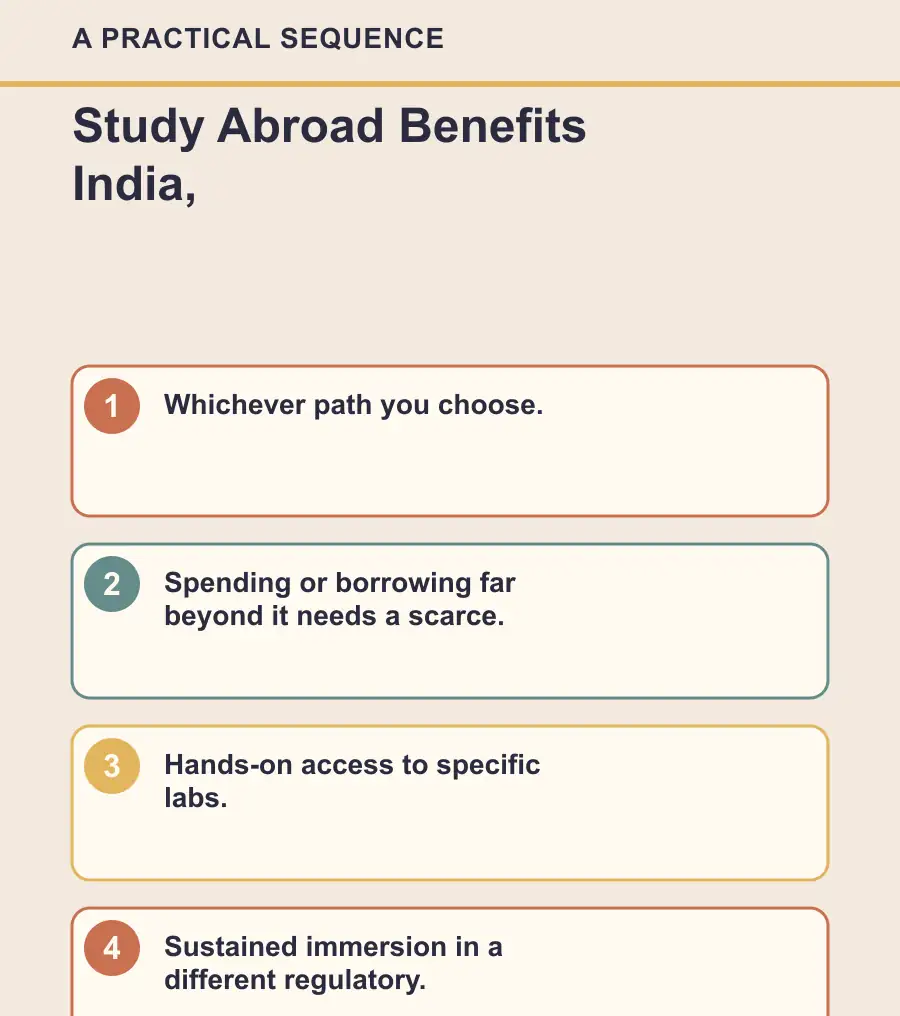 A PRACTICAL SEQUENCE
Study Abroad Benefits
India,
1
Whichever path you choose.
2
Spending or borrowing far
beyond it needs a scarce.
3
Hands-on access to specific
labs.
4
Sustained immersion in a
different regulatory.